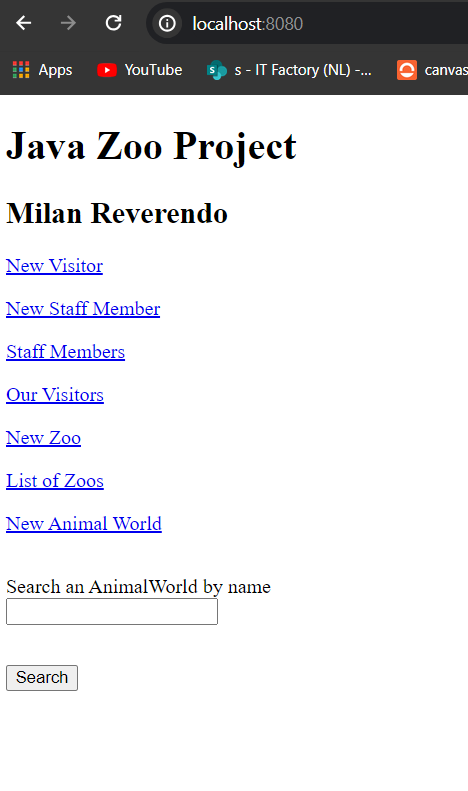 localhost:8080
Apps YouTube s - IT Factory (NL) -... canvas
Java Zoo Project
Milan Reverendo
New Visitor
New Staff Member
Staff Members
Our Visitors
New Zoo
List of Zoos
New Animal World
Search an AnimalWorld by name
Search